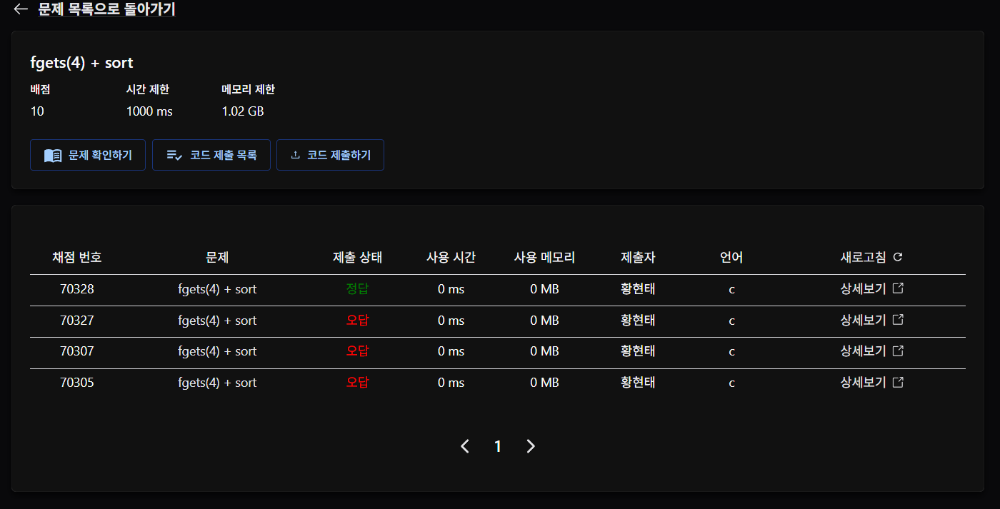 문제 목록으로 돌아가기
fgets(4) + sort
배점 시간 제한 메모리 제한
10 1000 ms 1.02 GB
문제 확인하기 코드 제출 목록 코드 제출하기
채점 번호 문제 제출 상태 사용 시간 사용 메모리 제출자 언어 새로고침
70328 fgets(4) + sort 정답 0 ms 0 MB 황현태 c 상세보기
70327 fgets(4) + sort 오답 0 ms 0 MB 황현태 c 상세보기
70307 fgets(4) + sort 오답 0 ms 0 MB 황현태 c 상세보기
70305 fgets(4) + sort 오답 0 ms 0 MB 황현태 c 상세보기
1